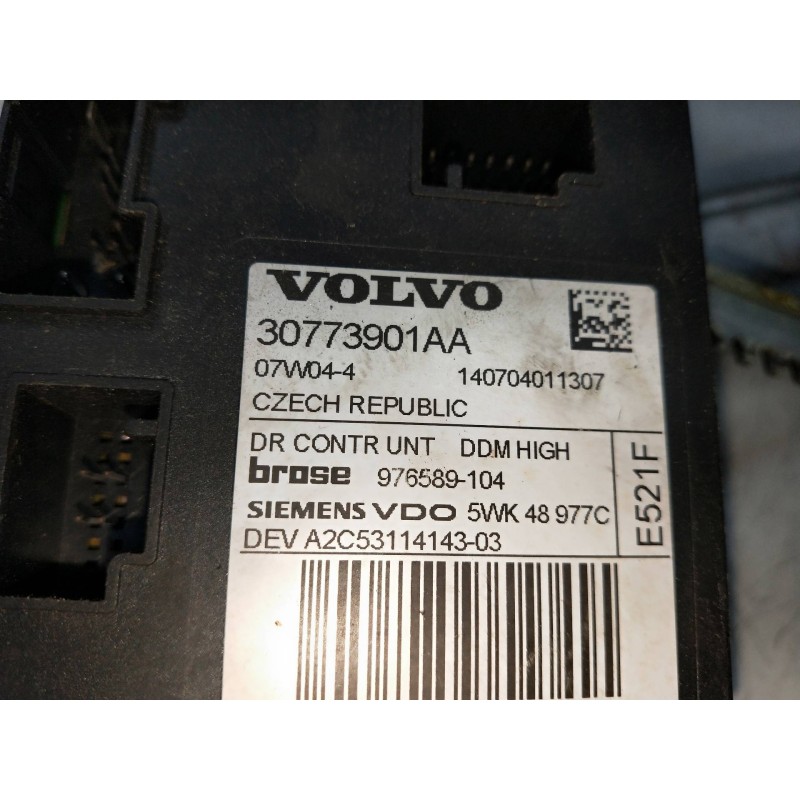 VOLVO
30773901AA
07W04-4 140704011307
CZECH REPUBLIC
DR CONTR UNT DDM HIGH
brose 976589-104
SIEMENS VDO 5WK 48 977C
DEV A2C53114143-03
E521F